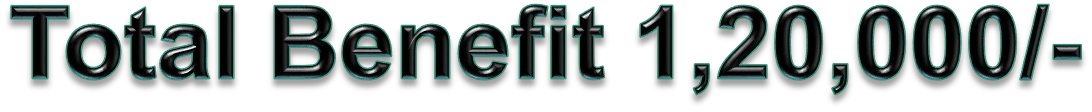 Total Benefit 1,20,000/-